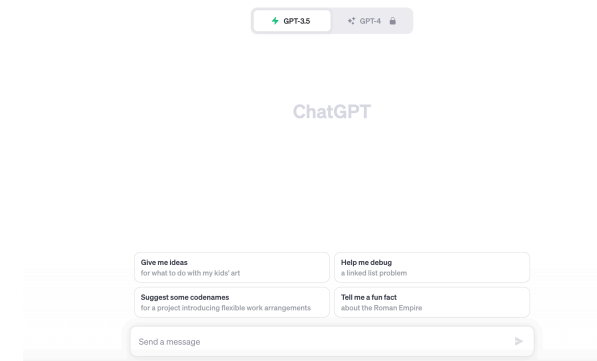 GPT-3.5
GPT-4
ChatGPT
Give me ideas
for what to do with my kids' art
Help me debug
a linked list problem
Suggest some codenames
for a project introducing flexible work arrangements
Tell me a fun fact
about the Roman Empire
Send a message